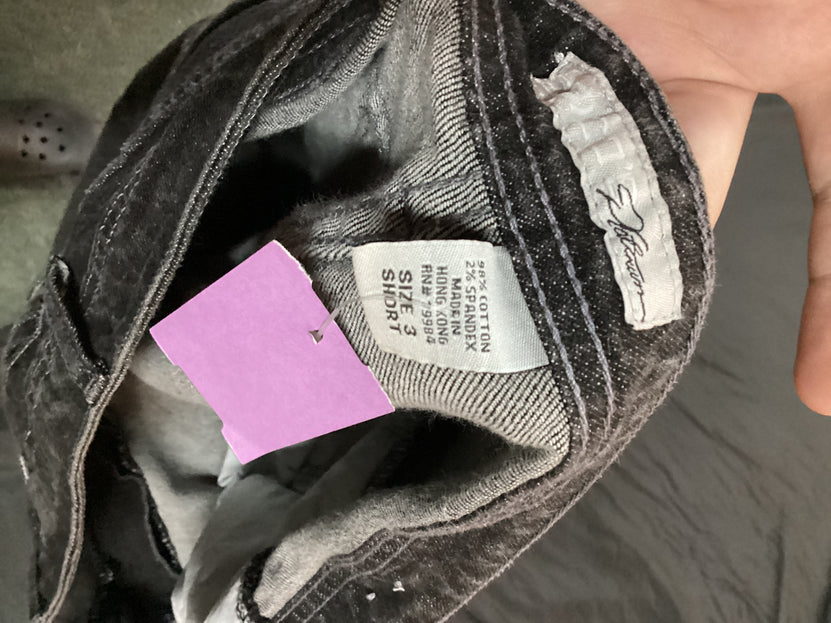 98% COTTON
2% SPANDEX
MADE IN
HONG KONG
RN# 79984
SIZE 3
SHORT